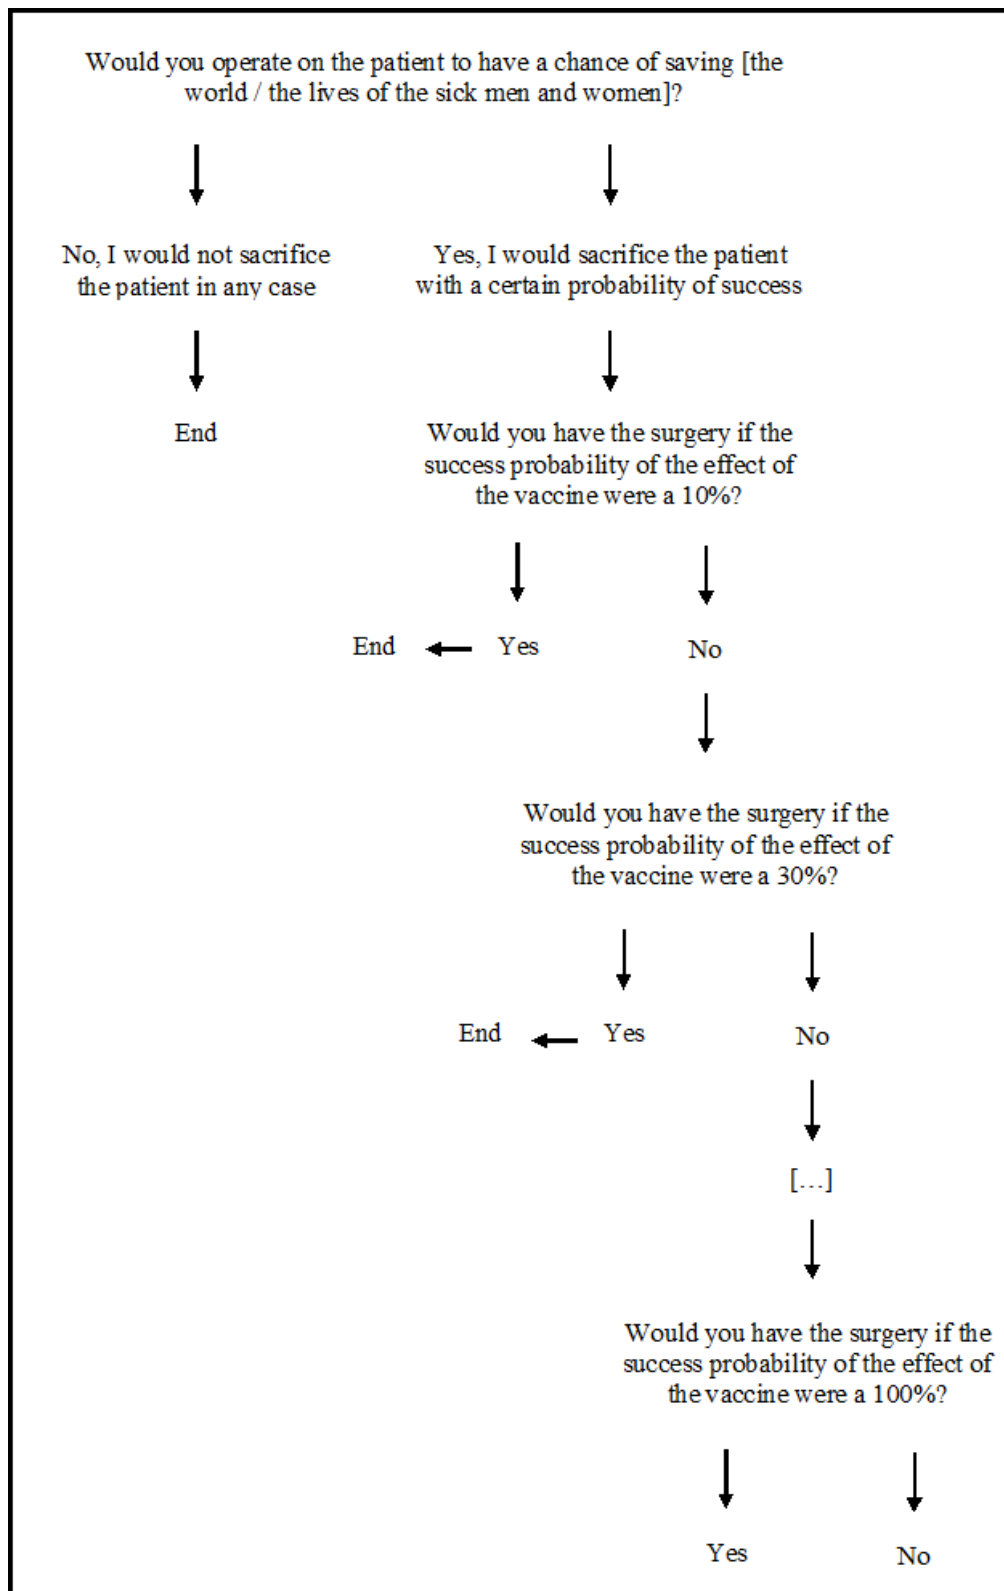 Would you operate on the patient to have a chance of saving [the
world / the lives of the sick men and women]?
No, I would not sacrifice
the patient in any case
Yes, I would sacrifice the patient
with a certain probability of success
End
Would you have the surgery if the
success probability of the effect of
the vaccine were a 10%?
End
Yes
No
Would you have the surgery if the
success probability of the effect of
the vaccine were a 30%?
End
Yes
No
[…]
Would you have the surgery if the
success probability of the effect of
the vaccine were a 100%?
Yes
No